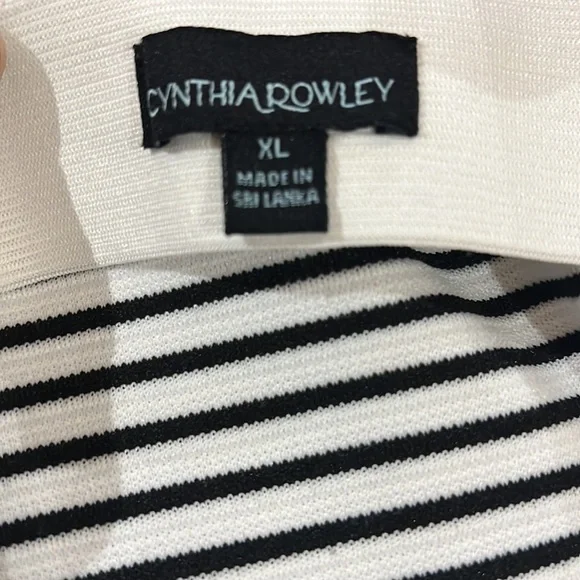 CYNTHIA ROWLEY
XL
MADE IN
SRI LANKA